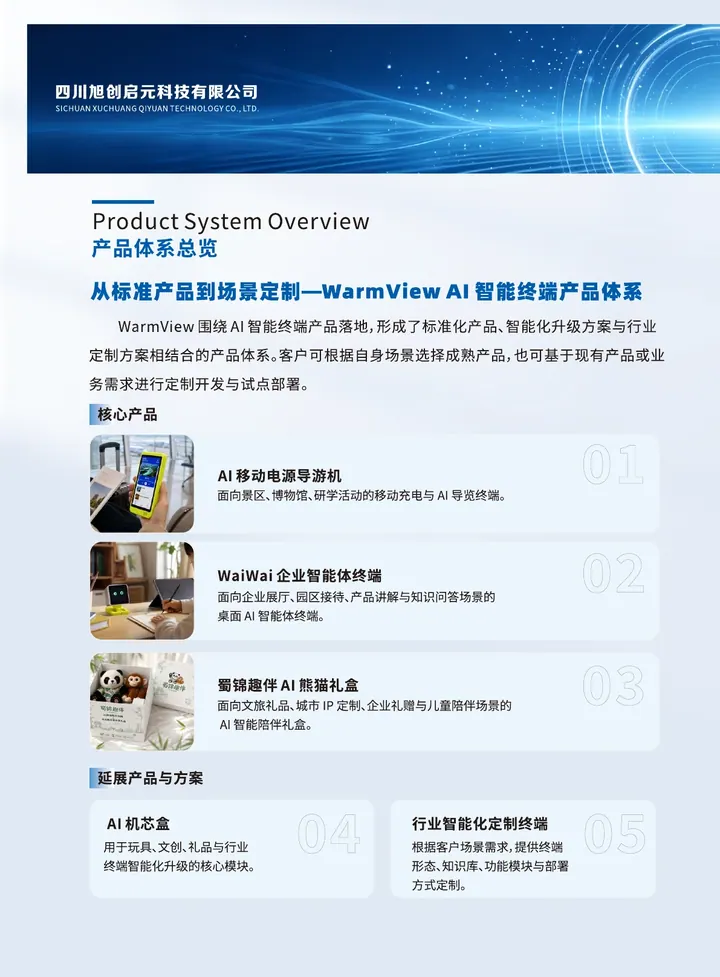 四川旭创启元科技有限公司
SICHUAN XUCHUANG QIYUAN TECHNOLOGY CO., LTD.
Product System Overview
产品体系总览
从标准产品到场景定制—WarmView AI 智能终端产品体系
WarmView 围绕 AI 智能终端产品落地，形成了标准化产品、智能化升级方案与行业
定制方案相结合的产品体系。客户可根据自身场景选择成熟产品，也可基于现有产品或业
务需求进行定制开发与试点部署。
核心产品
01
AI 移动电源导游机
面向景区、博物馆、研学活动的移动充电与 AI 导览终端。
02
WaiWai 企业智能体终端
面向企业展厅、园区接待、产品讲解与知识问答场景的
桌面 AI 智能体终端。
03
蜀锦趣伴 AI 熊猫礼盒
面向文旅礼品、城市 IP 定制、企业礼赠与儿童陪伴场景的
AI 智能陪伴礼盒。
蜀锦趣伴
延展产品与方案
04
AI 机芯盒
用于玩具、文创、礼品与行业
终端智能化升级的核心模块。
05
行业智能化定制终端
根据客户场景需求，提供终端
形态、知识库、功能模块与部署
方式定制。